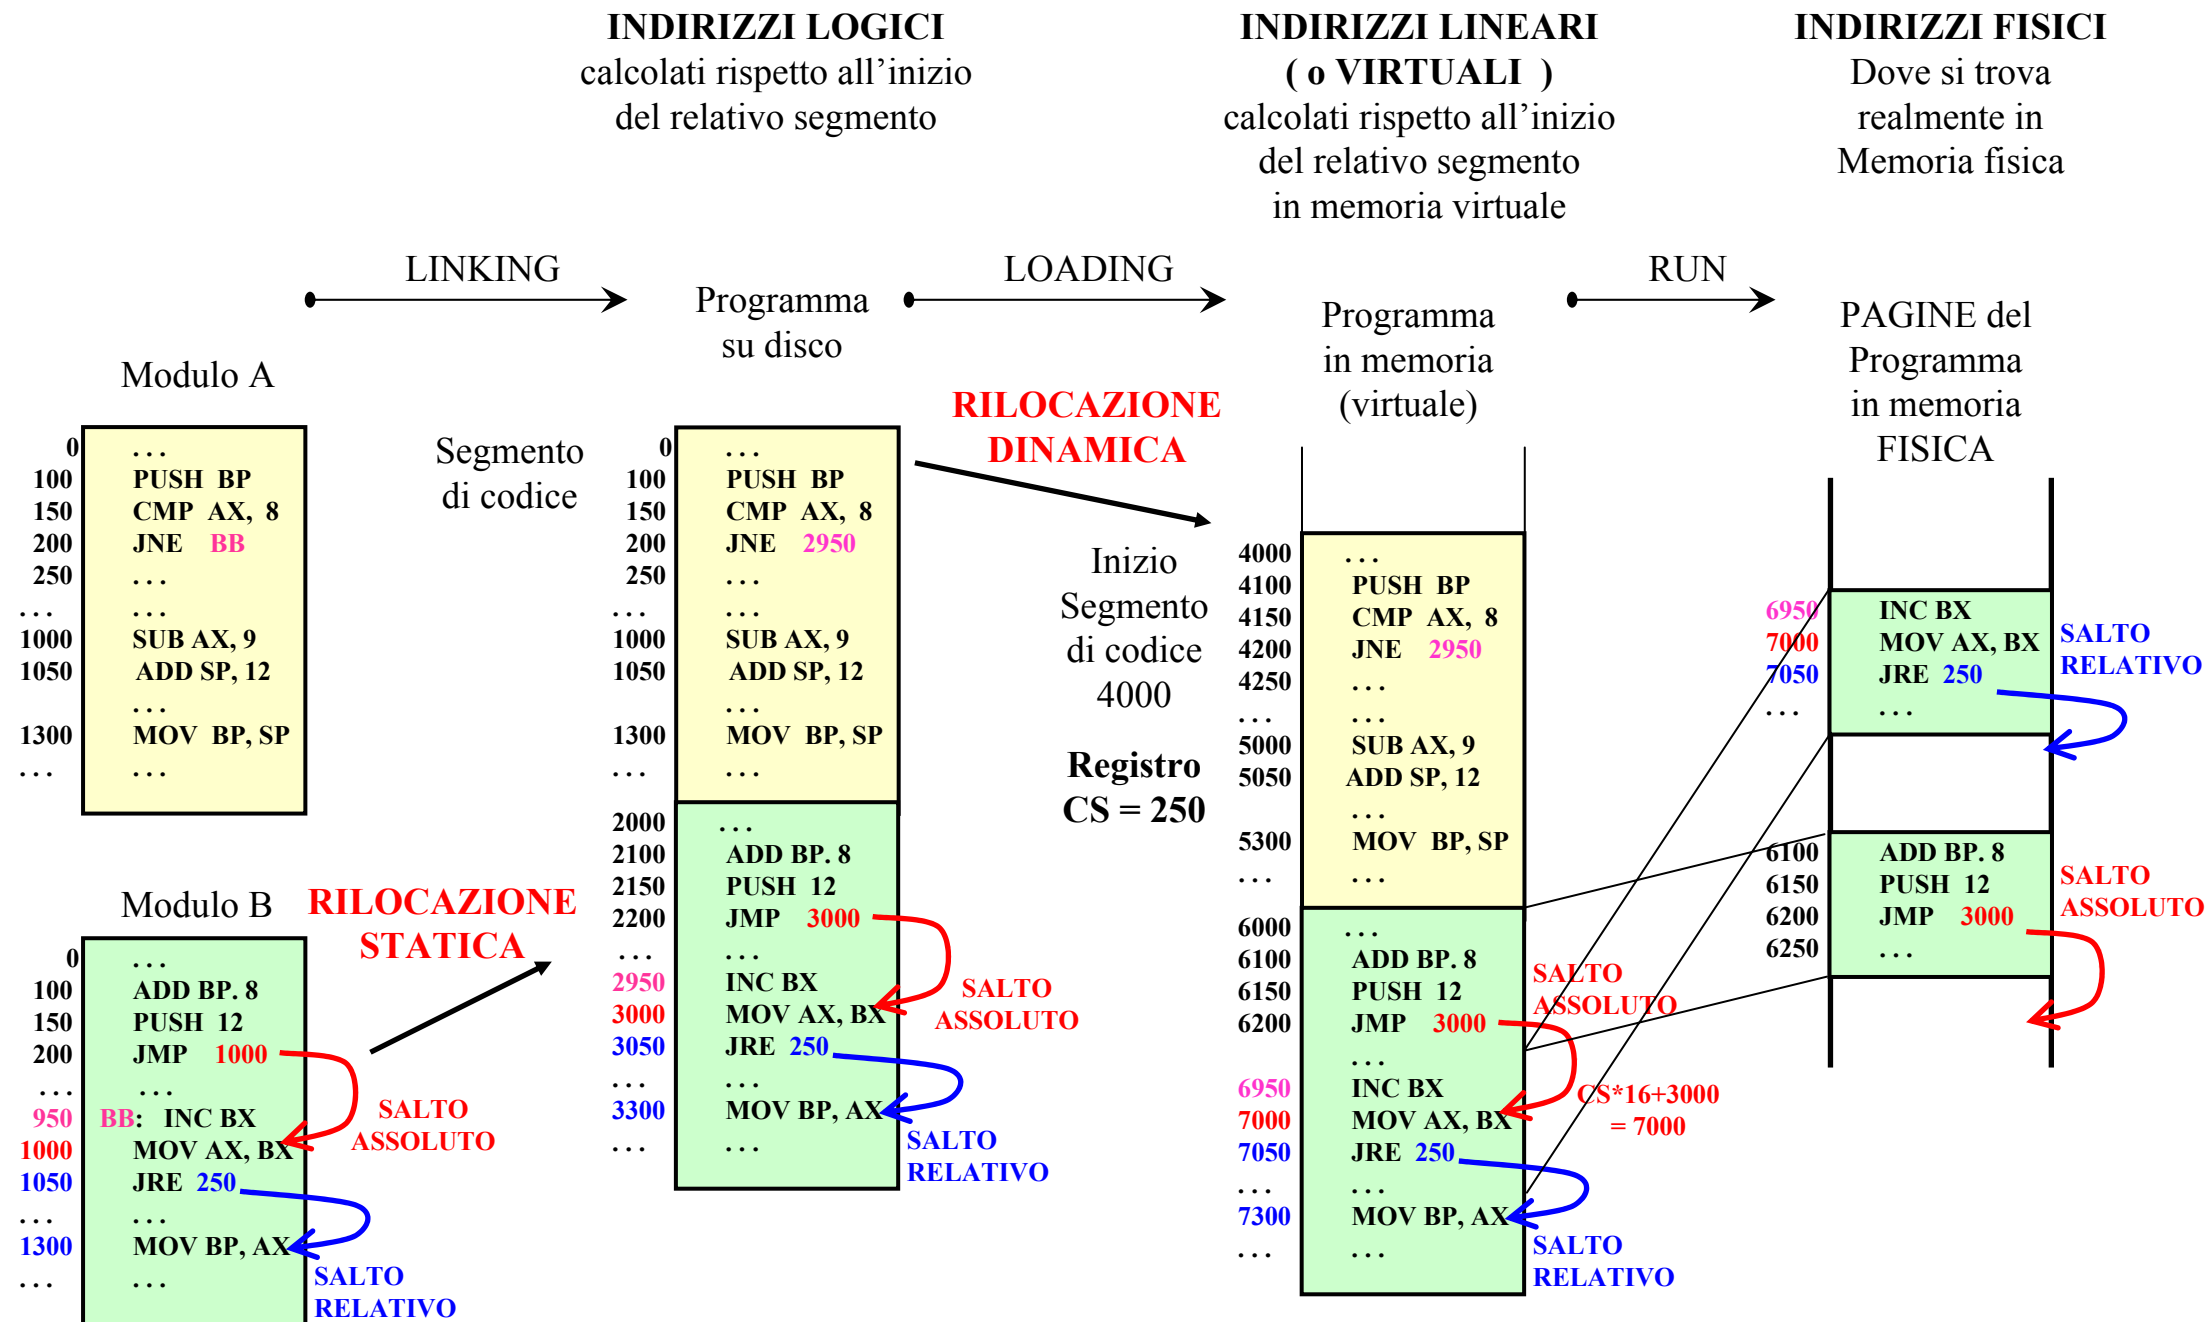 INDIRIZZI LOGICI
calcolati rispetto all’inizio
del relativo segmento
INDIRIZZI LINEARI
( o VIRTUALI )
calcolati rispetto all’inizio
del relativo segmento
in memoria virtuale
INDIRIZZI FISICI
Dove si trova
realmente in
Memoria fisica
LINKING
LOADING
RUN
Modulo A
0 . . .
100 PUSH BP
150 CMP AX, 8
200 JNE BB
250 . . .
. . . . . .
1000 SUB AX, 9
1050 ADD SP, 12
. . .
1300 MOV BP, SP
. . . . . .
Modulo B
0 . . .
100 ADD BP. 8
150 PUSH 12
200 JMP 1000
. . . . . .
950 BB: INC BX
1000 MOV AX, BX
1050 JRE 250
. . . . . .
1300 MOV BP, AX
. . . . . .
SALTO
ASSOLUTO
SALTO
RELATIVO
RILOCAZIONE
STATICA
Programma
su disco
Segmento
di codice
0 . . .
100 PUSH BP
150 CMP AX, 8
200 JNE 2950
250 . . .
. . . . . .
1000 SUB AX, 9
1050 ADD SP, 12
. . .
1300 MOV BP, SP
. . . . . .
2000 . . .
2100 ADD BP. 8
2150 PUSH 12
2200 JMP 3000
. . . . . .
2950 INC BX
3000 MOV AX, BX
3050 JRE 250
. . . . . .
3300 MOV BP, AX
. . . . . .
SALTO
ASSOLUTO
SALTO
RELATIVO
RILOCAZIONE
DINAMICA
Programma
in memoria
(virtuale)
Inizio
Segmento
di codice
4000
Registro
CS = 250
4000 . . .
4100 PUSH BP
4150 CMP AX, 8
4200 JNE 2950
4250 . . .
. . . . . .
5000 SUB AX, 9
5050 ADD SP, 12
. . .
5300 MOV BP, SP
. . . . . .
6000 . . .
6100 ADD BP. 8
6150 PUSH 12
6200 JMP 3000
. . .
6950 INC BX
7000 MOV AX, BX
7050 JRE 250
. . . . . .
7300 MOV BP, AX
. . . . . .
SALTO
ASSOLUTO
CS*16+3000
= 7000
SALTO
RELATIVO
PAGINE del
Programma
in memoria
FISICA
6950 INC BX
7000 MOV AX, BX
7050 JRE 250
. . . . . .
SALTO
RELATIVO
6100 ADD BP. 8
6150 PUSH 12
6200 JMP 3000
6250 . . .
SALTO
ASSOLUTO